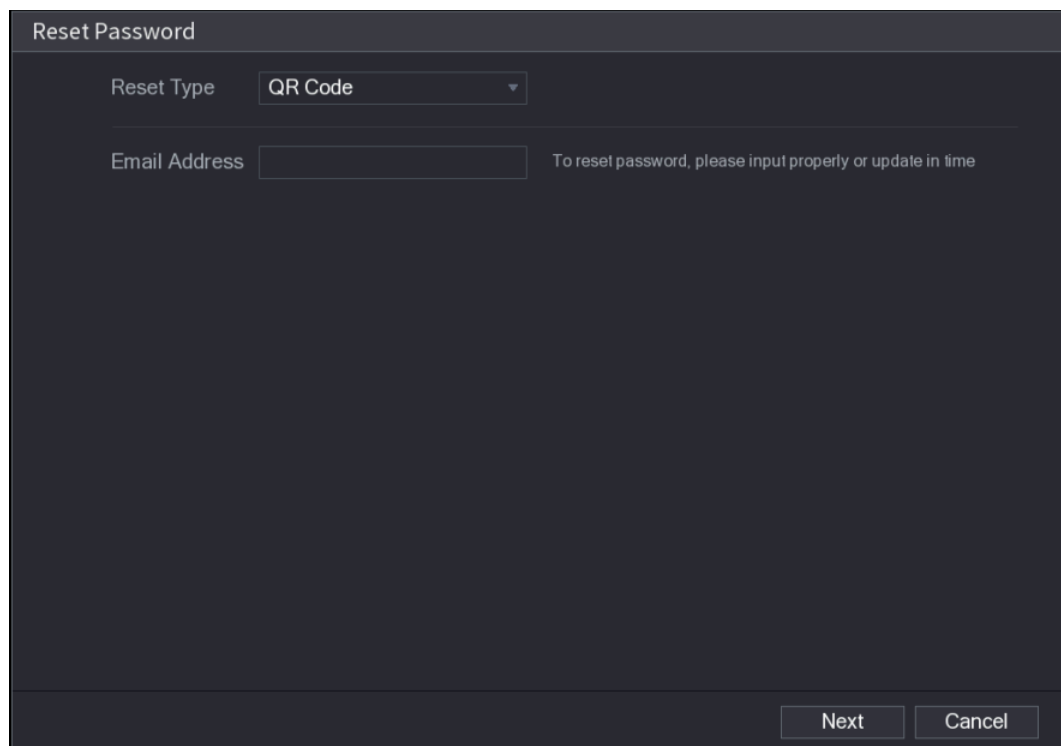 Reset Password
Reset Type QR Code
Email Address To reset password, please input properly or update in time
Next Cancel